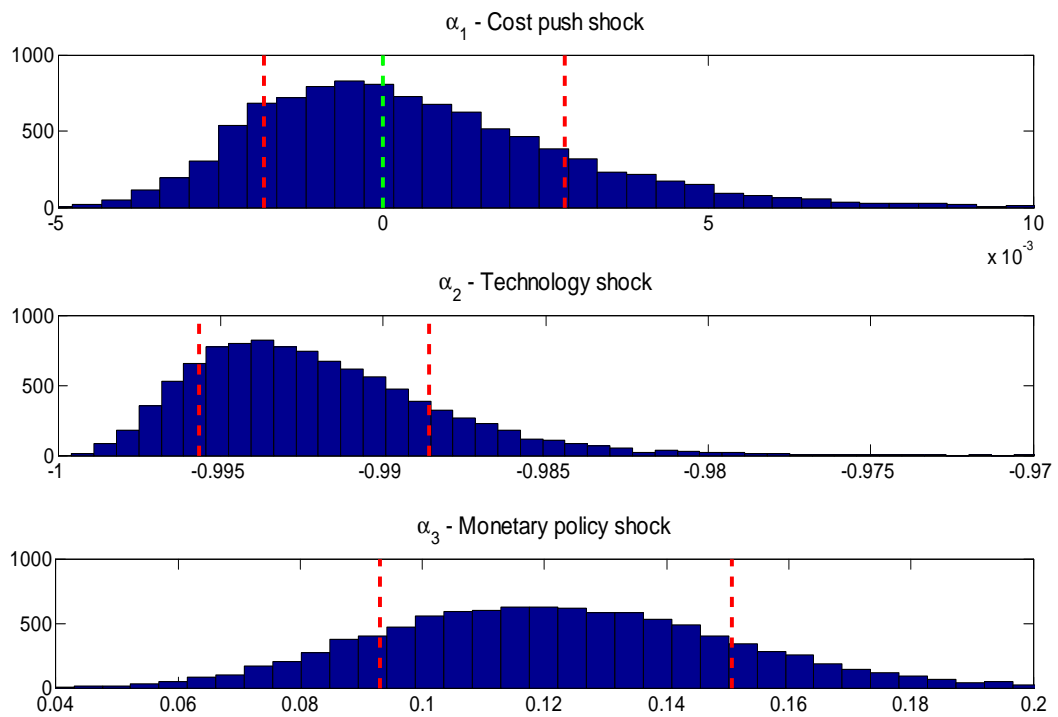 α1 - Cost push shock
1000
500
0
-5 0 5 10
x 10-3
α2 - Technology shock
1000
500
0
-1 -0.995 -0.99 -0.985 -0.98 -0.975 -0.97
α3 - Monetary policy shock
1000
500
0
0.04 0.06 0.08 0.1 0.12 0.14 0.16 0.18 0.2